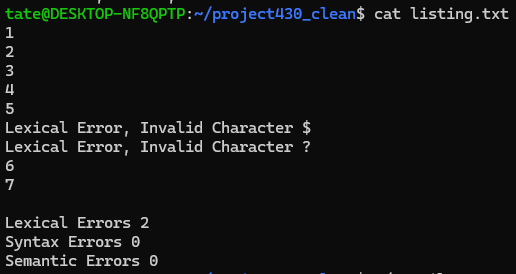 tate@DESKTOP-NF8QPTP:~/project430_clean$ cat listing.txt
1
2
3
4
5
Lexical Error, Invalid Character $
Lexical Error, Invalid Character ?
6
7
Lexical Errors 2
Syntax Errors 0
Semantic Errors 0